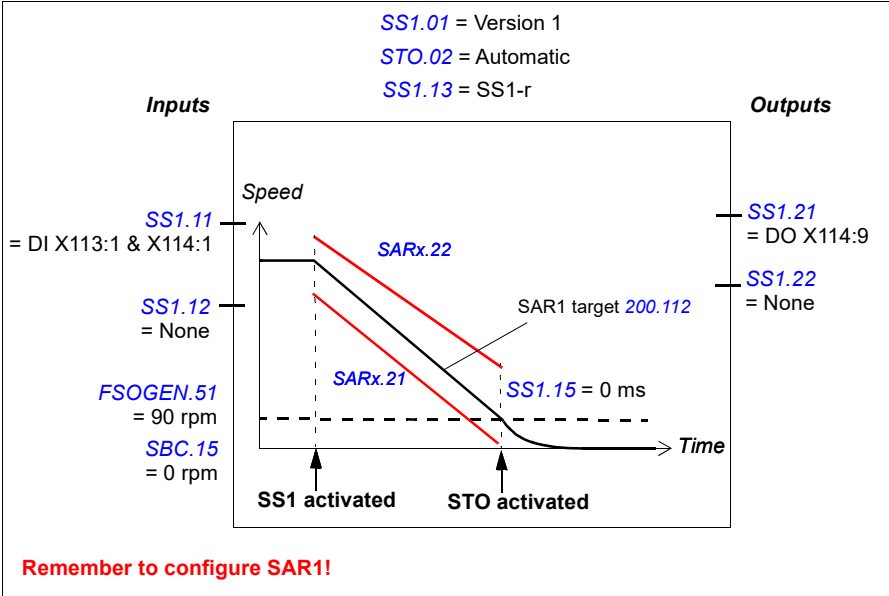 SS1.01 = Version 1
STO.02 = Automatic
SS1.13 = SS1-r
Inputs
Outputs
Speed
SS1.11
= DI X113:1 & X114:1
SS1.12
= None
FSOGEN.51
= 90 rpm
SBC.15
= 0 rpm
SARx.22
SAR1 target 200.112
SARx.21
SS1.15 = 0 ms
Time
SS1 activated
STO activated
SS1.21
= DO X114:9
SS1.22
= None
Remember to configure SAR1!